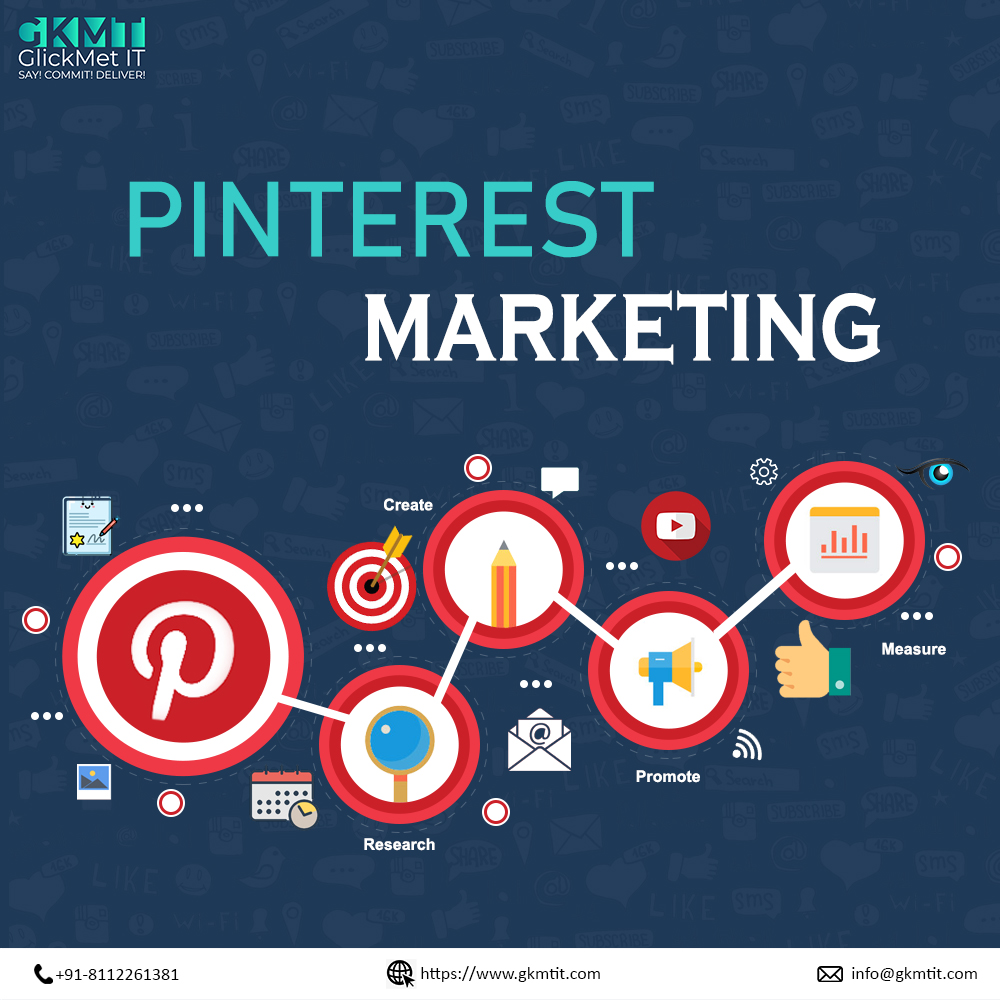 GKMT
GlickMet IT
SAY! COMMIT! DELIVER!
PINTEREST
MARKETING
Create
Measure
Promote
Research
+91-8112261381
https://www.gkmtit.com
info@gkmtit.com